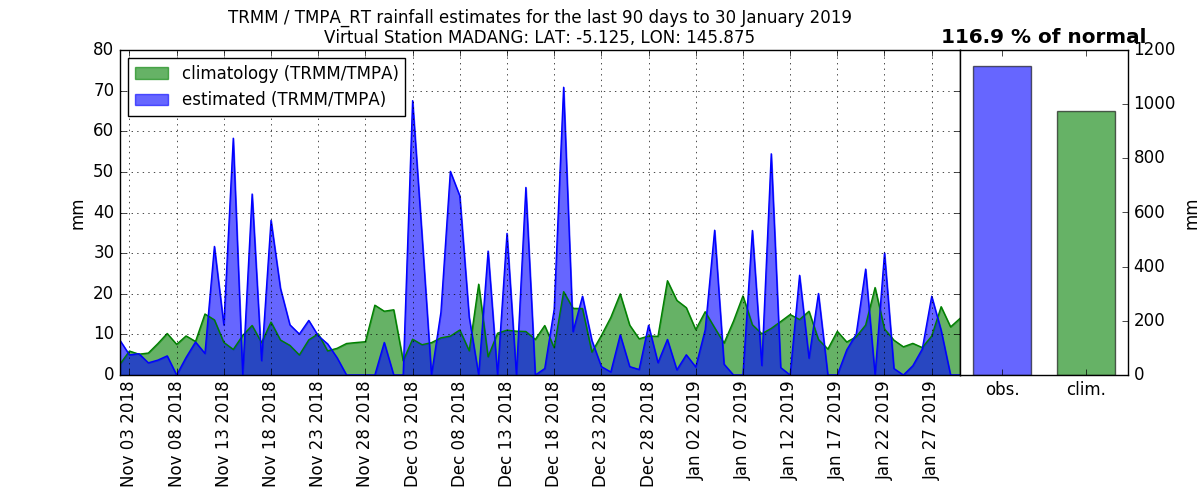 TRMM / TMPA_RT rainfall estimates for the last 90 days to 30 January 2019
Virtual Station MADANG: LAT: -5.125, LON: 145.875
116.9 % of normal
climatology (TRMM/TMPA)
estimated (TRMM/TMPA)
80
70
60
50
40
30
20
10
0
mm
Nov 03 2018
Nov 08 2018
Nov 13 2018
Nov 18 2018
Nov 23 2018
Nov 28 2018
Dec 03 2018
Dec 08 2018
Dec 13 2018
Dec 18 2018
Dec 23 2018
Dec 28 2018
Jan 02 2019
Jan 07 2019
Jan 12 2019
Jan 17 2019
Jan 22 2019
Jan 27 2019
obs.
clim.
1200
1000
800
600
400
200
0
mm